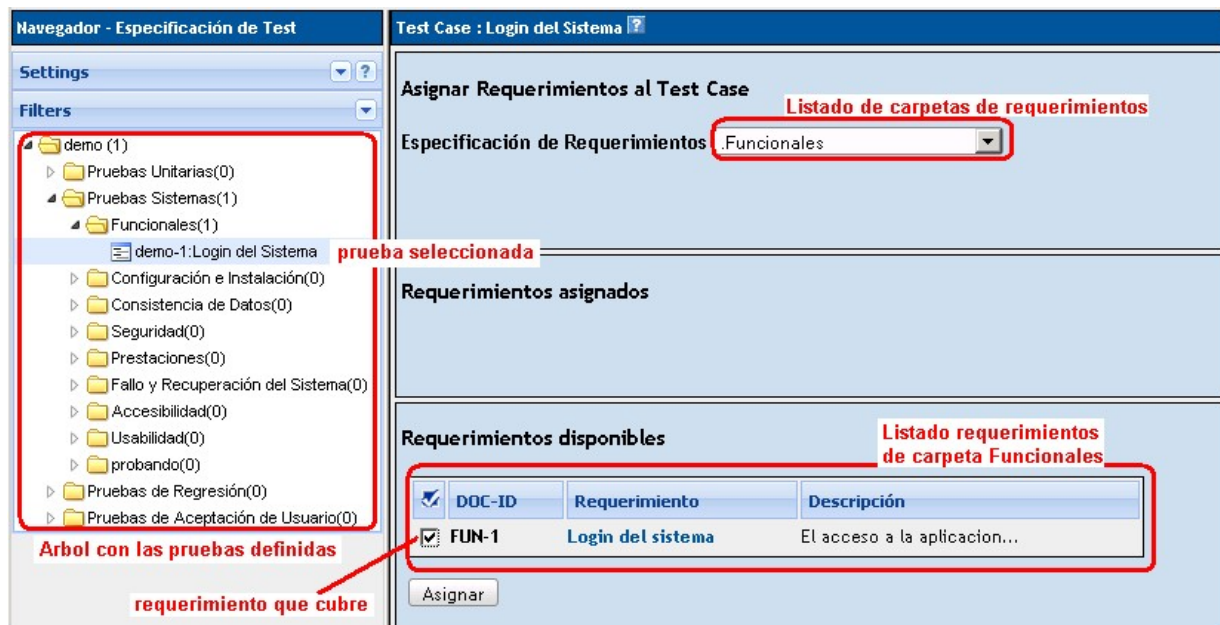 Navegador - Especificación de Test
Settings
Filters
demo (1)
Pruebas Unitarias(0)
Pruebas Sistemas(1)
Funcionales(1)
demo-1:Login del Sistema
prueba seleccionada
Configuración e Instalación(0)
Consistencia de Datos(0)
Seguridad(0)
Prestaciones(0)
Fallo y Recuperación del Sistema(0)
Accesibilidad(0)
Usabilidad(0)
probando(0)
Pruebas de Regresión(0)
Pruebas de Aceptación de Usuario(0)
Arbol con las pruebas definidas
requerimiento que cubre
Test Case : Login del Sistema
Asignar Requerimientos al Test Case
Listado de carpetas de requerimientos
Especificación de Requerimientos .Funcionales
Requerimientos asignados
Requerimientos disponibles
Listado requerimientos
de carpeta Funcionales
DOC-ID Requerimiento Descripción
FUN-1 Login del sistema El acceso a la aplicacion...
Asignar